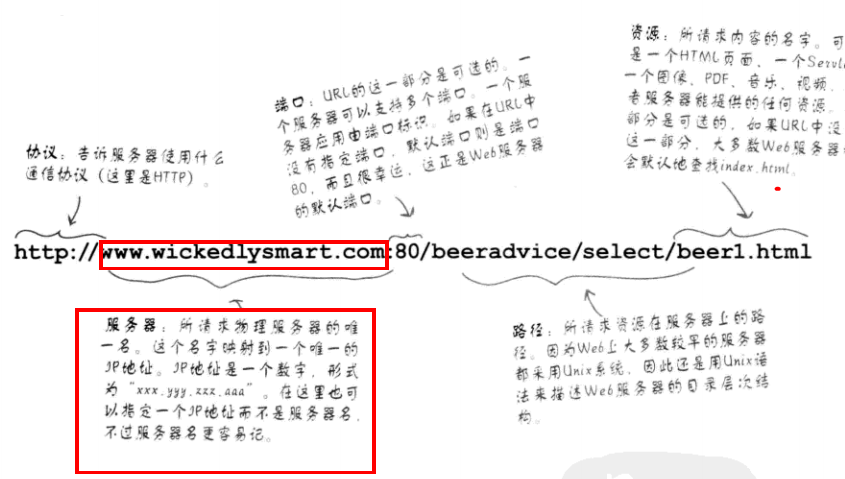 资源：所请求内容的名字。可
是一个HTML页面、一个Servle
一个图像、PDF、音乐、视频、
者服务器能提供的任何资源。
部分是可选的，如果URL中没
这一部分，大多数Web服务器
会默认地查找index.html。
端口：URL的这一部分是可选的。一
个服务器可以支持多个端口。一个服
务器应用由端口标识。如果在URL中
没有指定端口，默认端口则是端口
80，而且很幸运，这正是Web服务器
的默认端口。
协议：告诉服务器使用什么
通信协议（这里是HTTP）。
http://www.wickedlysmart.com:80/beeradvice/select/beer1.html
服务器：所请求物理服务器的唯
一名。这个名字映射到一个唯一的
IP地址。IP地址是一个数字，形式
为“xxx.yyy.zzz.aaa”。在这里也可
以指定一个IP地址而不是服务器名，
不过服务器名更容易记。
路径：所请求资源在服务器上的路
径。因为Web上大多数较早的服务器
都采用Unix系统，因此还是用Unix语
法来描述Web服务器的目录层次结
构。